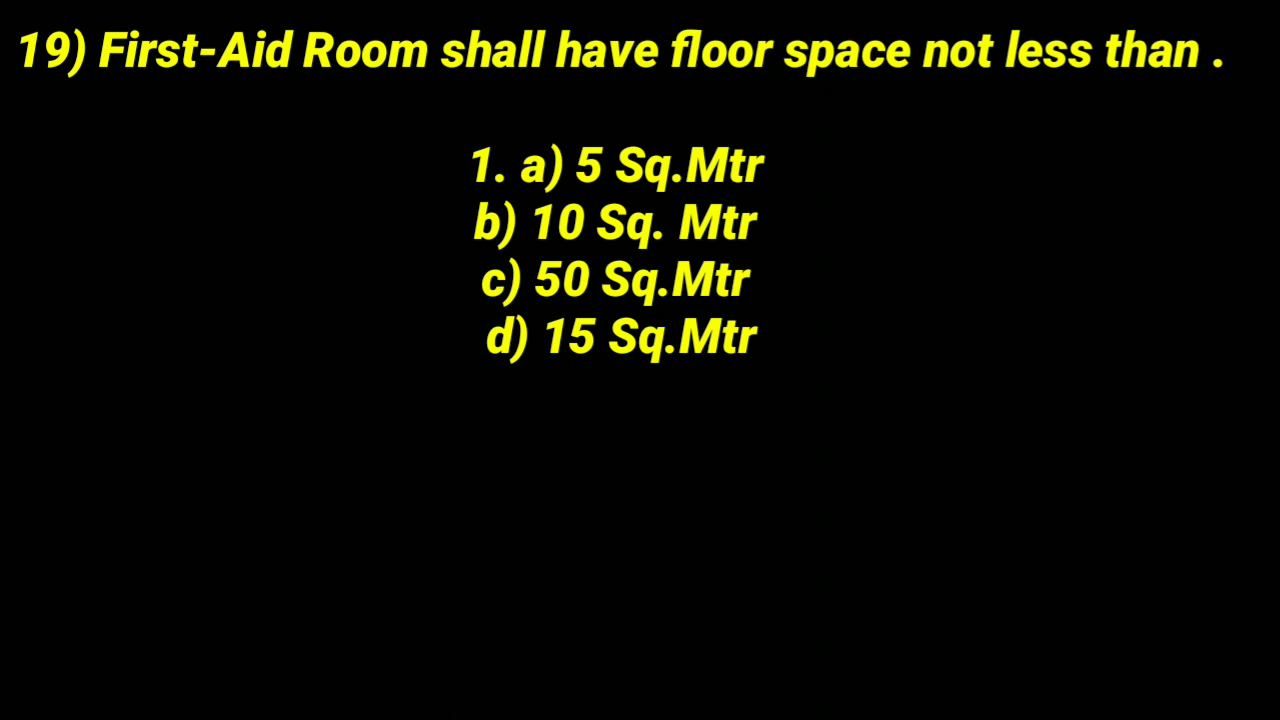 19) First-Aid Room shall have floor space not less than .
1. a) 5 Sq.Mtr
b) 10 Sq. Mtr
c) 50 Sq.Mtr
d) 15 Sq.Mtr